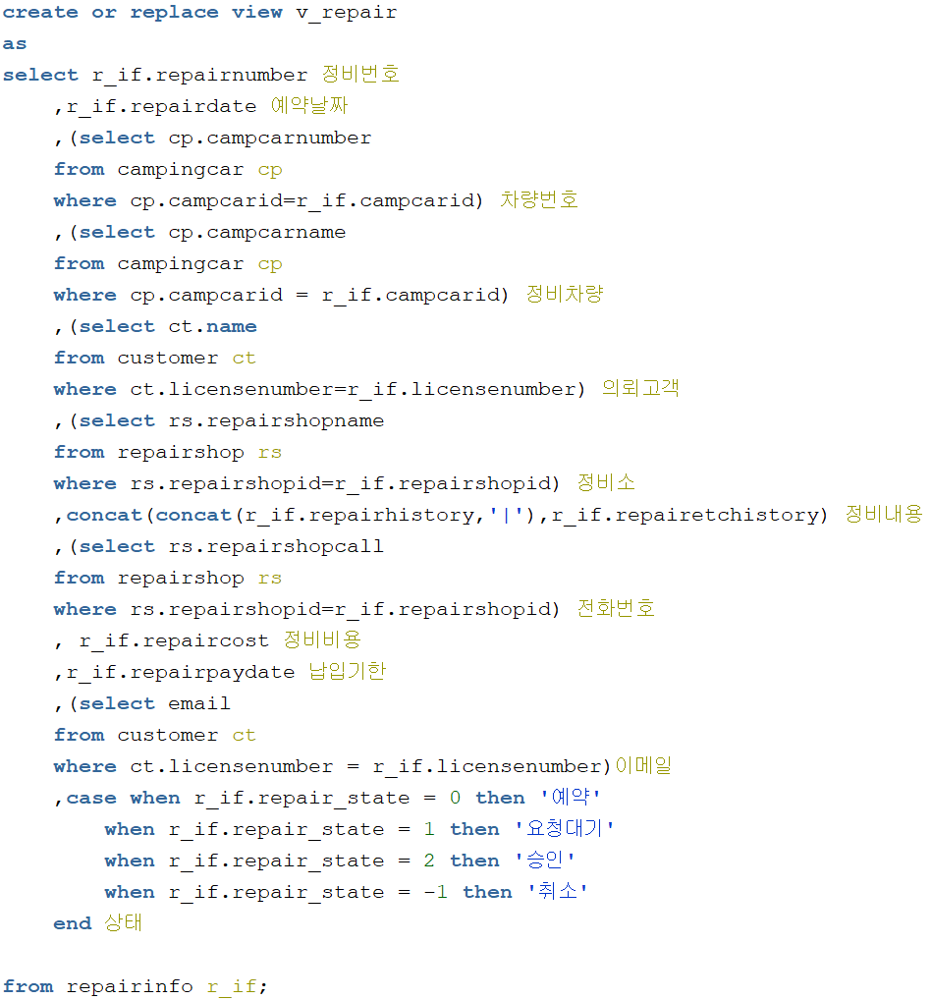 create or replace view v_repair
as
select r_if.repairnumber 정비번호
    ,r_if.repairdate 예약날짜
    ,(select cp.campcarnumber
    from campingcar cp
    where cp.campcarid=r_if.campcarid) 차량번호
    ,(select cp.campcarname
    from campingcar cp
    where cp.campcarid = r_if.campcarid) 정비차량
    ,(select ct.name
    from customer ct
    where ct.licensenumber=r_if.licensenumber) 의뢰고객
    ,(select rs.repairshopname
    from repairshop rs
    where rs.repairshopid=r_if.repairshopid) 정비소
    ,concat(concat(r_if.repairhistory,'|'),r_if.repairetchistory) 정비내용
    ,(select rs.repairshopcall
    from repairshop rs
    where rs.repairshopid=r_if.repairshopid) 전화번호
    , r_if.repaircost 정비비용
    ,r_if.repairpaydate 납입기한
    ,(select email
    from customer ct
    where ct.licensenumber = r_if.licensenumber)이메일
    ,case when r_if.repair_state = 0 then '예약'
        when r_if.repair_state = 1 then '요청대기'
        when r_if.repair_state = 2 then '승인'
        when r_if.repair_state = -1 then '취소'
    end 상태
from repairinfo r_if;